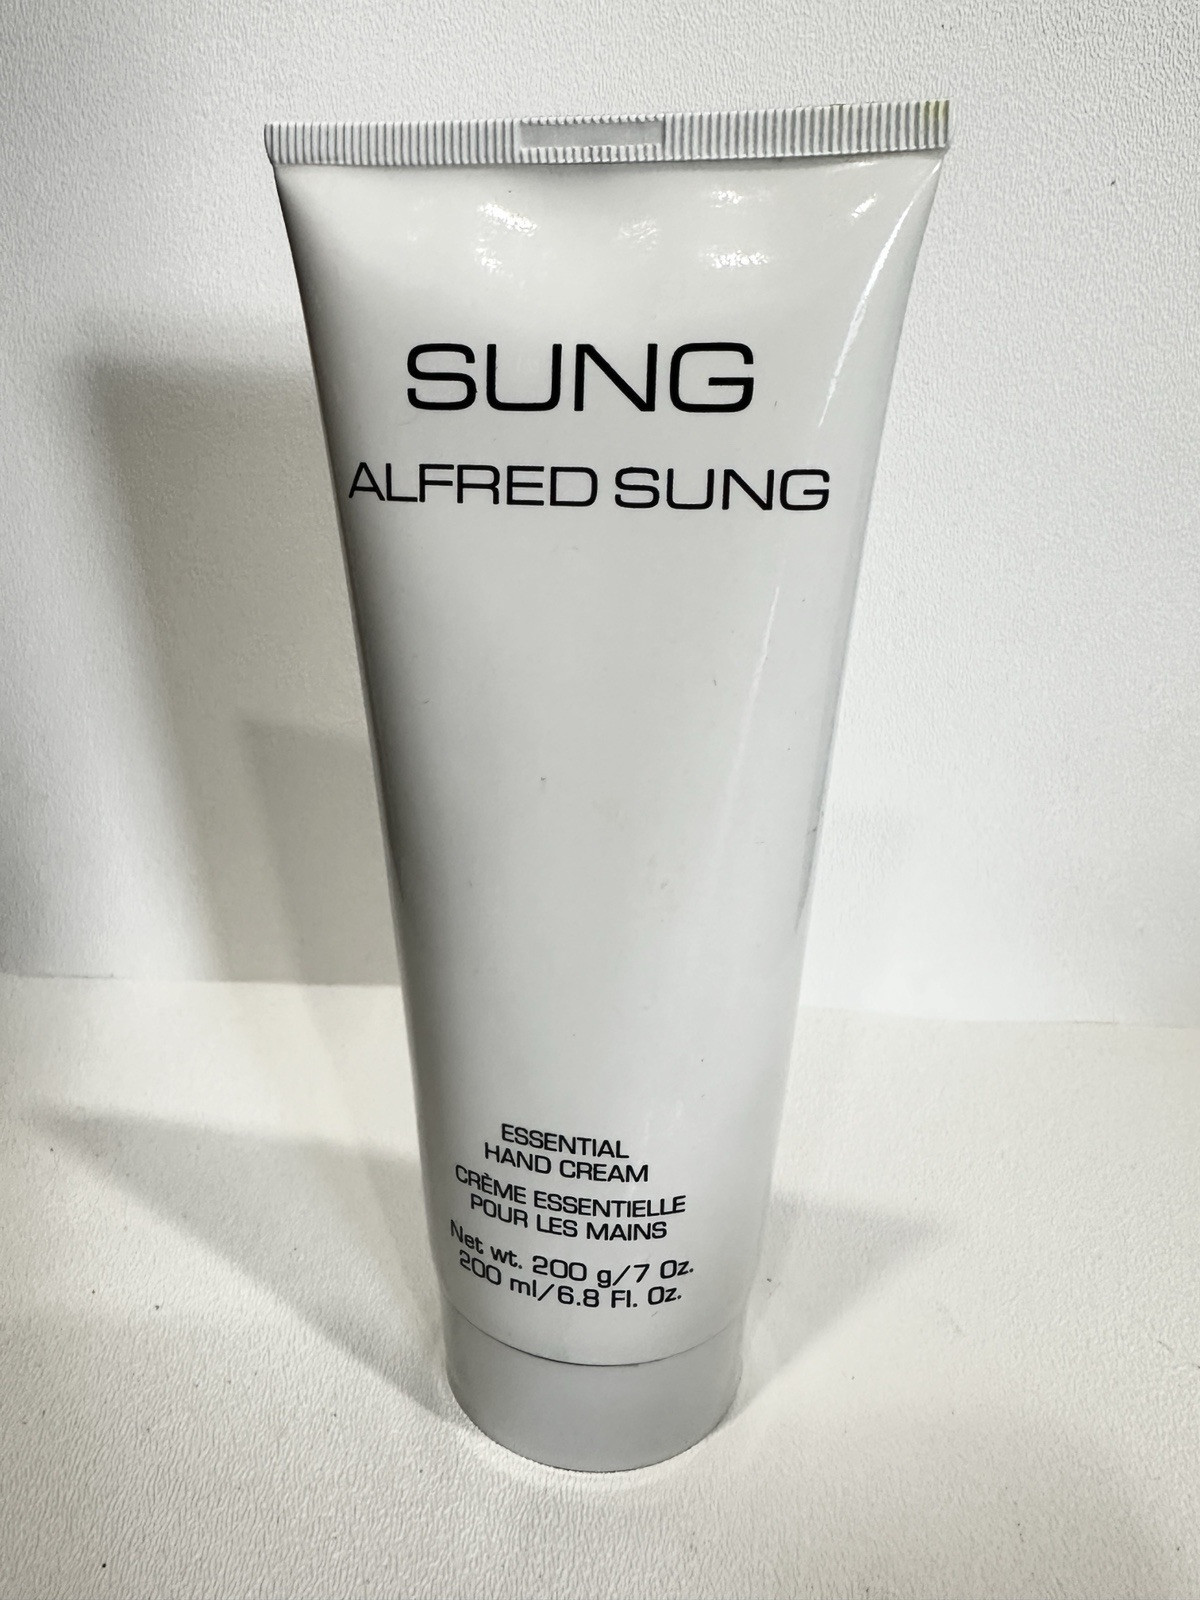 SUNG
ALFRED SUNG
ESSENTIAL
HAND CREAM
CRÈME ESSENTIELLE
POUR LES MAINS
Net wt. 200 g/7 Oz.
200 ml/6.8 Fl. Oz.